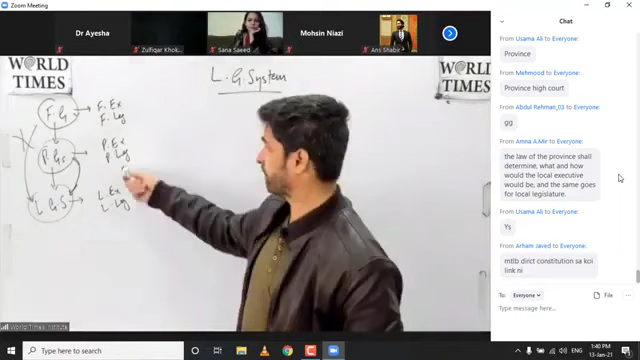 Zoom Meeting
Dr Ayesha
Zulfiqar Khok...
Sana Saeed
Mohsin Niazi
Ans Shabir
WORLD
TIMES
WORLD
TIMES
L. G. System
F. G
F. Ex
F. Leg
P. Gs
P. Ex
P. Leg
L G S
L. Ex
L. Leg
World Times Institute
Chat
From Usama Ali to Everyone:
Province
From Mehmood to Everyone:
Province high court
From Abdul Rehman_03 to Everyone:
gg
From Amna A.Mir to Everyone:
the law of the province shall
determine, what and how
would the local executive
would be, and the same goes
for local legislature.
From Usama Ali to Everyone:
Ys
From Arham Javed to Everyone:
mtlb dirct constitution sa koi
link ni
To: Everyone
File
Type message here...
Type here to search
1:40 PM
13-Jan-21